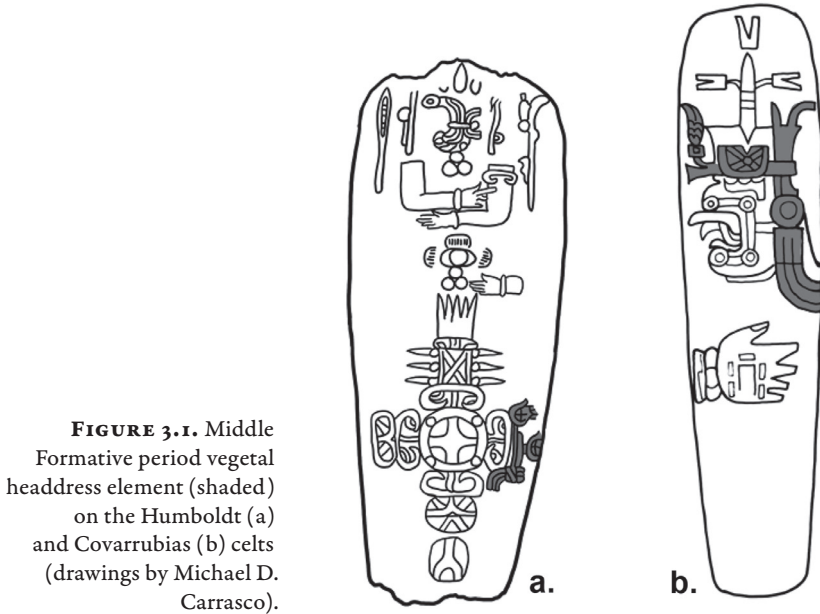 FIGURE 3.1. Middle
Formative period vegetal
headdress element (shaded)
on the Humboldt (a)
and Covarrubias (b) celts
(drawings by Michael D.
Carrasco).
a.
b.